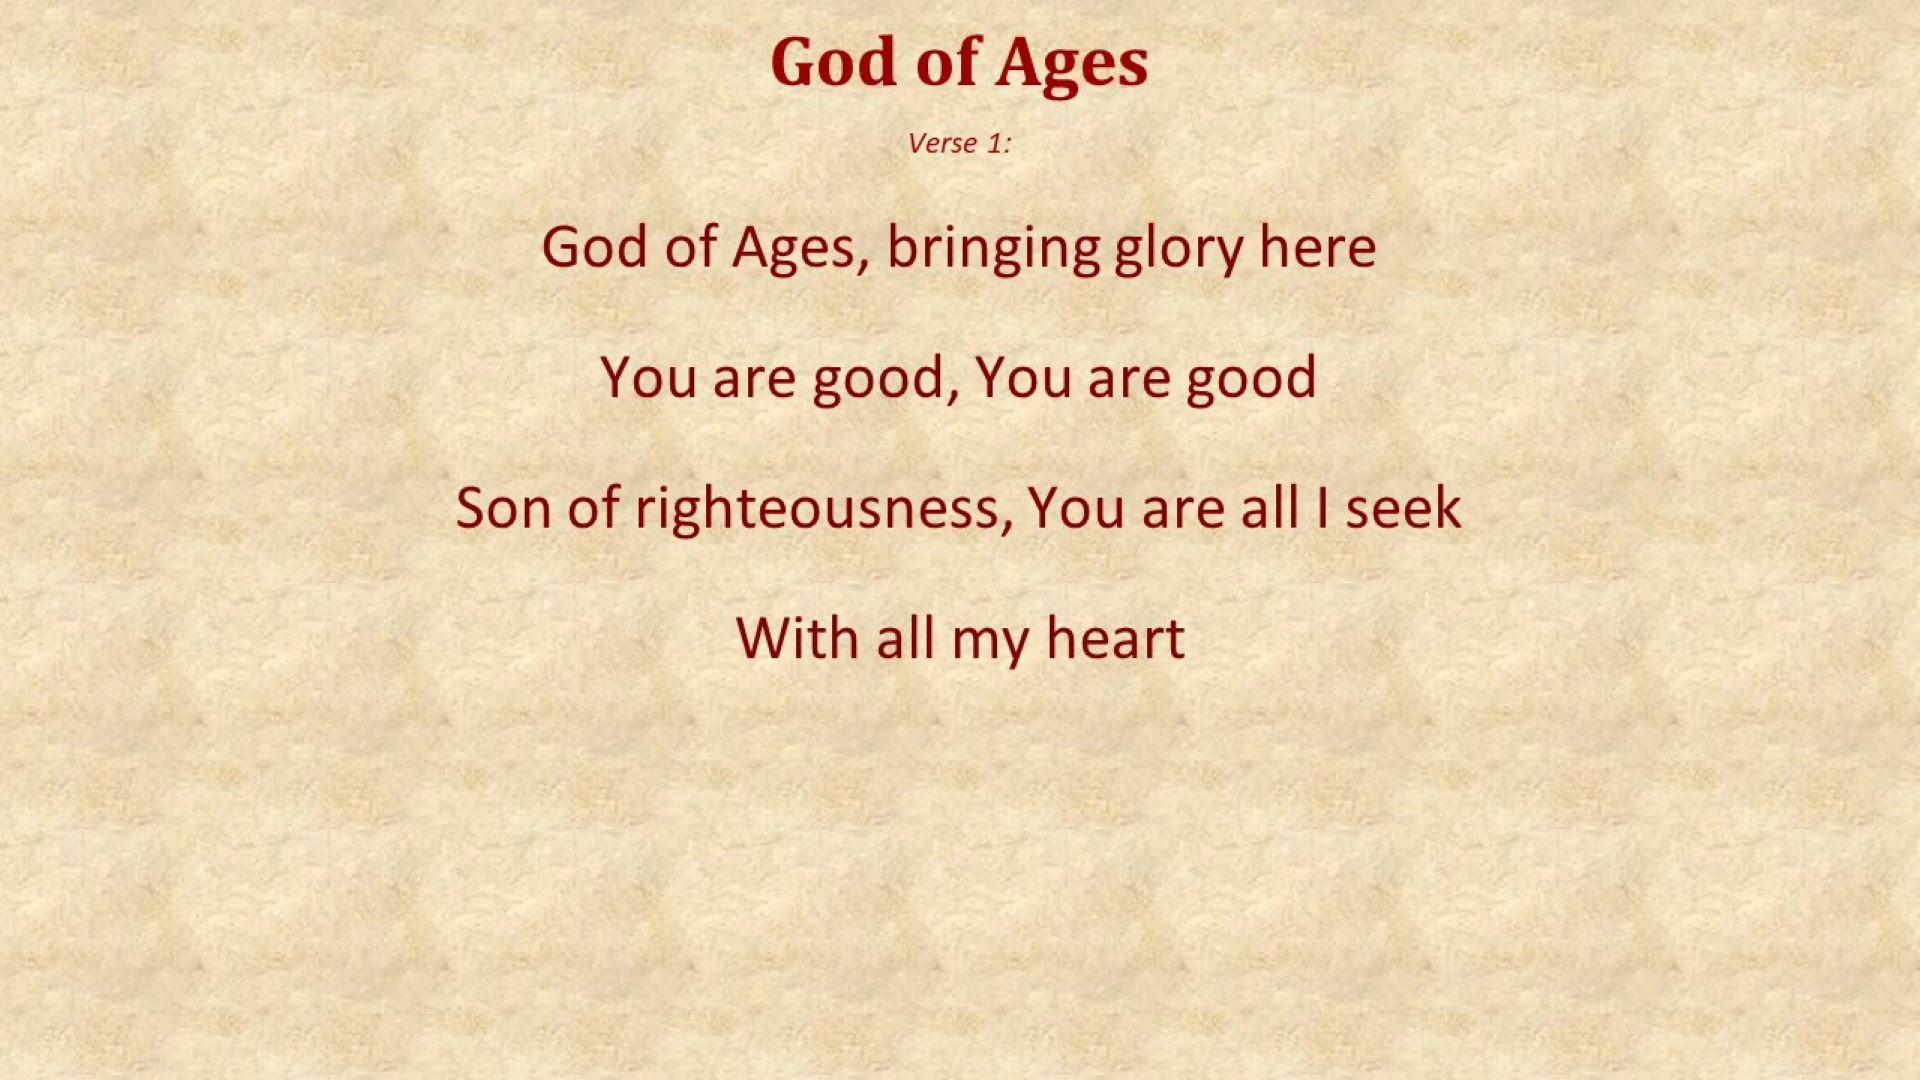 God of Ages
Verse 1:
God of Ages, bringing glory here
You are good, You are good
Son of righteousness, You are all I seek
With all my heart